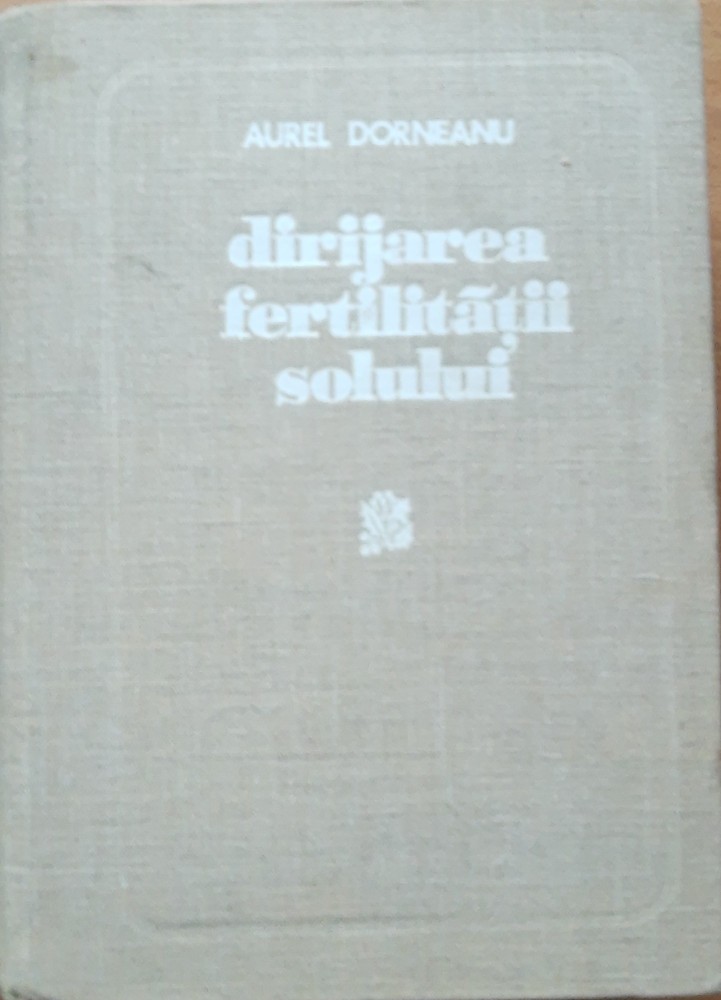 AUREL DORNEANU
dirijarea
fertilității
solului